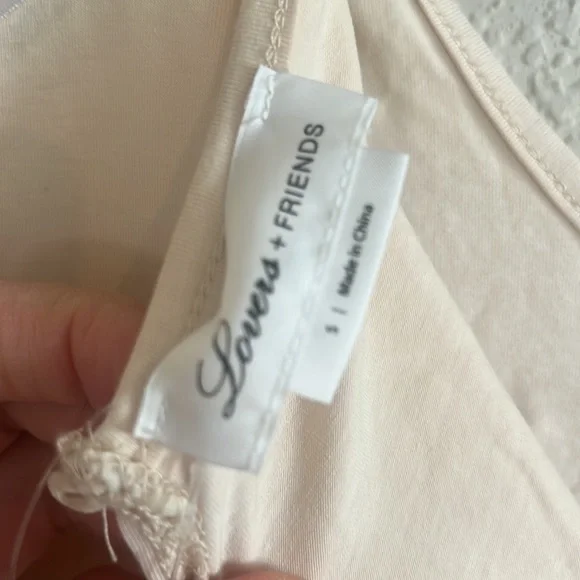 Lovers + FRIENDS
S | Made in China